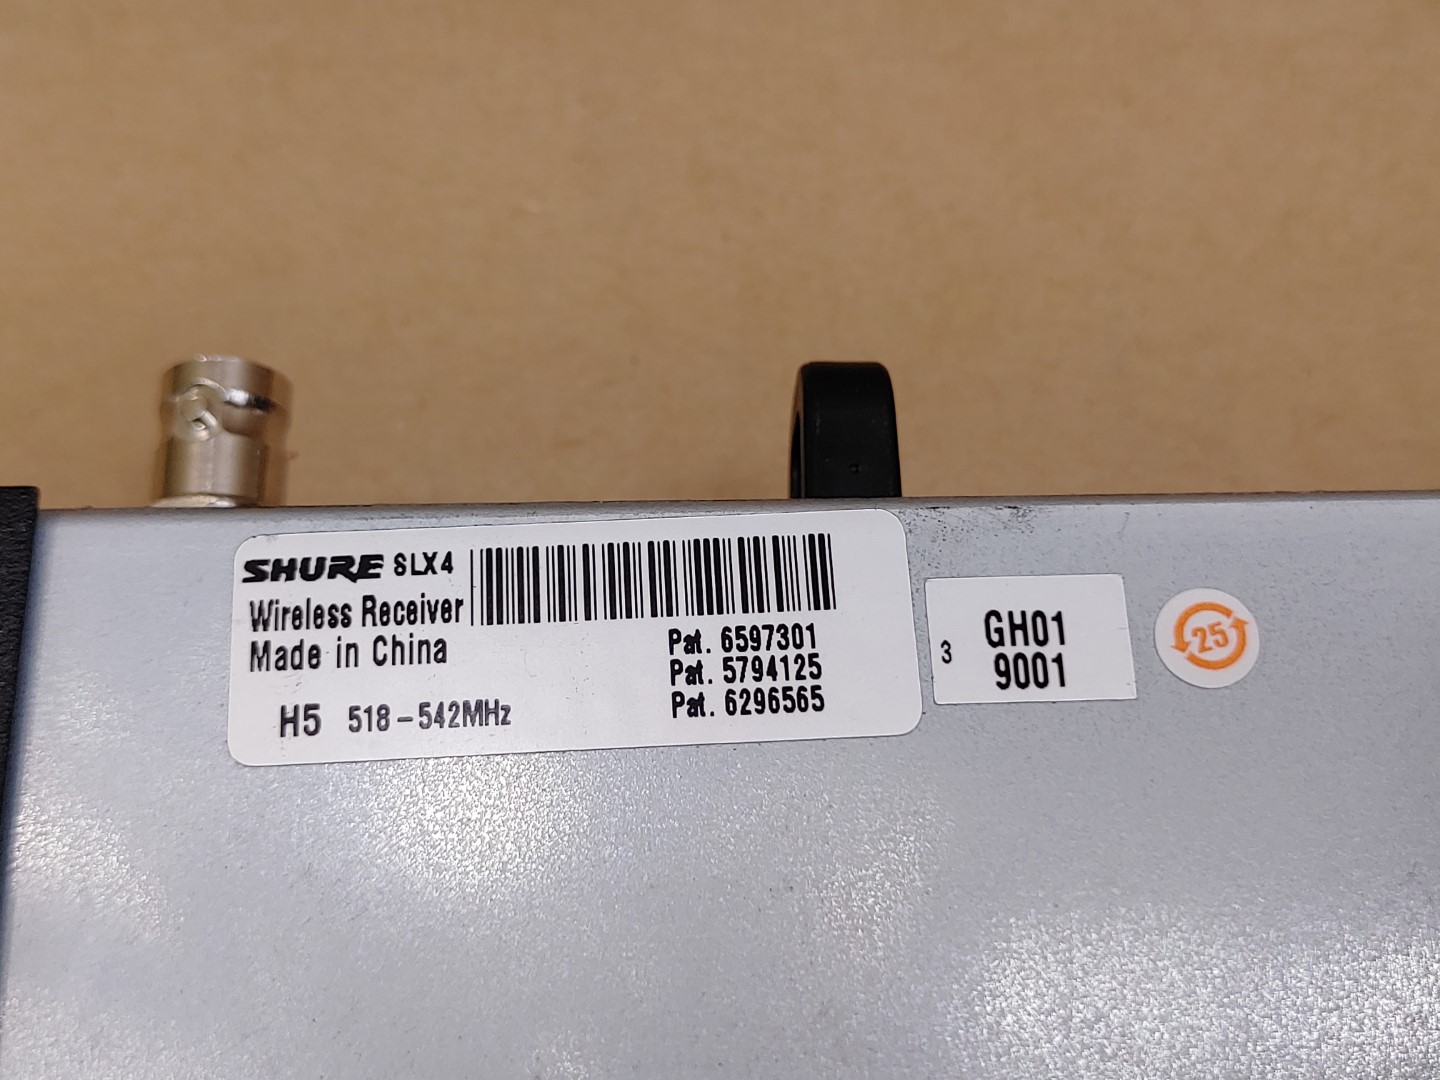 SHURE SLX4
Wireless Receiver
Made in China
H5 518-542MHz
Pat. 6597301
Pat. 5794125
Pat. 6296565
3
GH01
9001
25